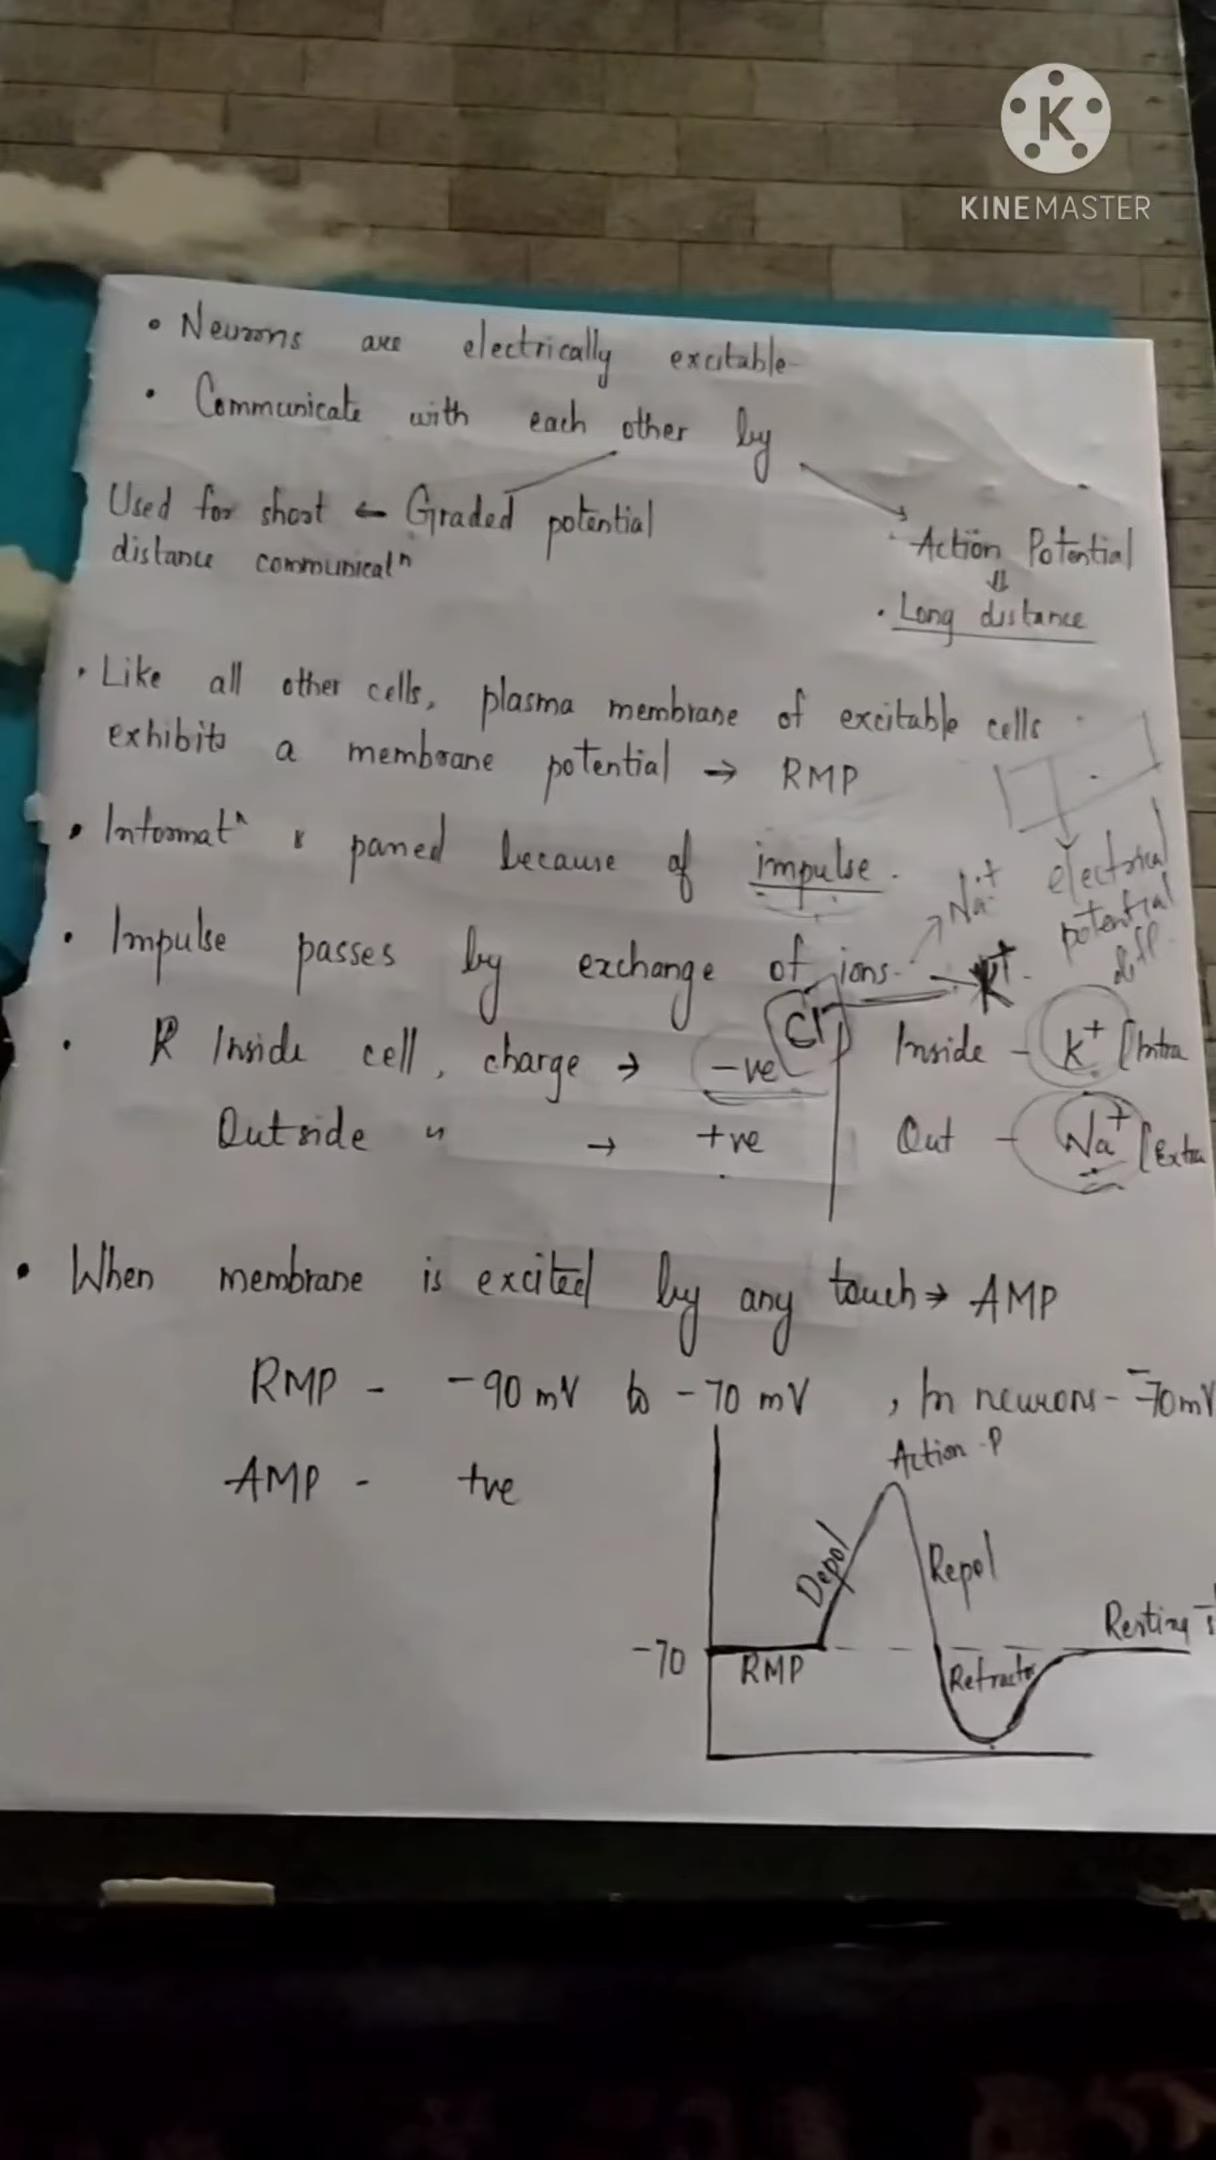 K
KINEMASTER
• Neurons are electrically excitable
• Communicate with each other by
Used for short ← Graded potential
distance communicatⁿ
Action Potential
⇓
• Long distance
• Like all other cells, plasma membrane of excitable cells
exhibits a membrane potential → RMP
• Informatⁿ is passed because of impulse.
Na⁺ electrical
potential
diff.
• Impulse passes by exchange of ions → K⁺
Cl⁻
• Inside cell, charge → -ve
Inside - K⁺ [Intra
Outside " → +ve
Out - Na⁺ [Extra
• When membrane is excited by any touch → AMP
RMP - -90 mV to -70 mV, In neurons - -70 mV
AMP - +ve
Action P
Depol
Repol
Resting
-70
RMP